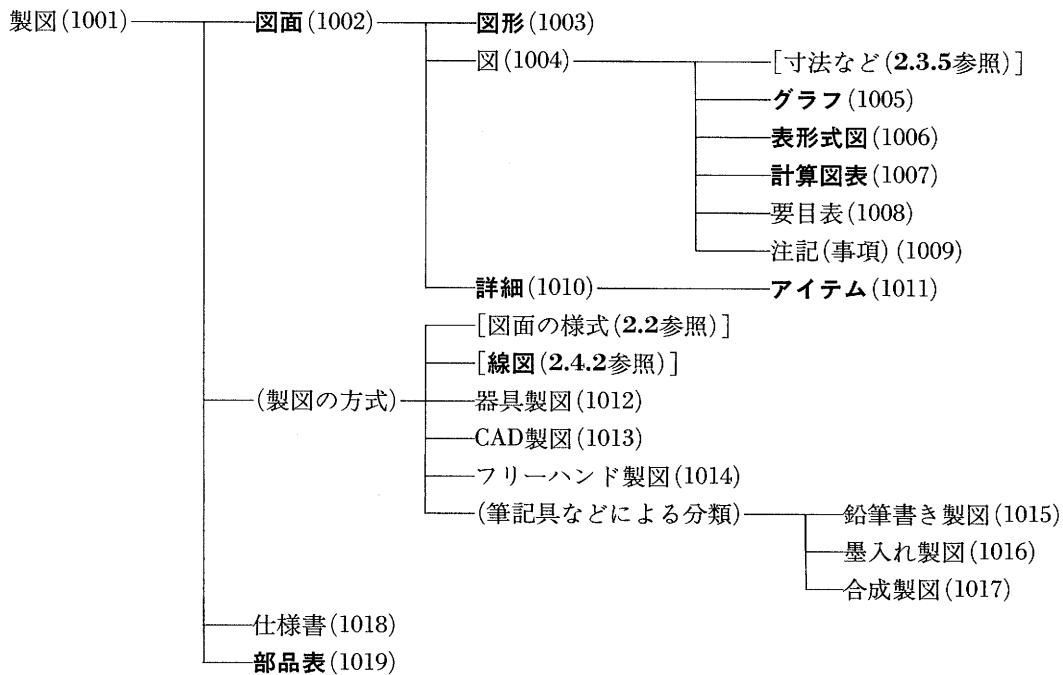 製図(1001) 図面(1002) 図形(1003)
図(1004) [寸法など(2.3.5参照)]
グラフ(1005)
表形式図(1006)
計算図表(1007)
要目表(1008)
注記(事項)(1009)
詳細(1010) アイテム(1011)
[図面の様式(2.2参照)]
[線図(2.4.2参照)]
(製図の方式) 器具製図(1012)
CAD製図(1013)
フリーハンド製図(1014)
(筆記具などによる分類) 鉛筆書き製図(1015)
墨入れ製図(1016)
合成製図(1017)
仕様書(1018)
部品表(1019)